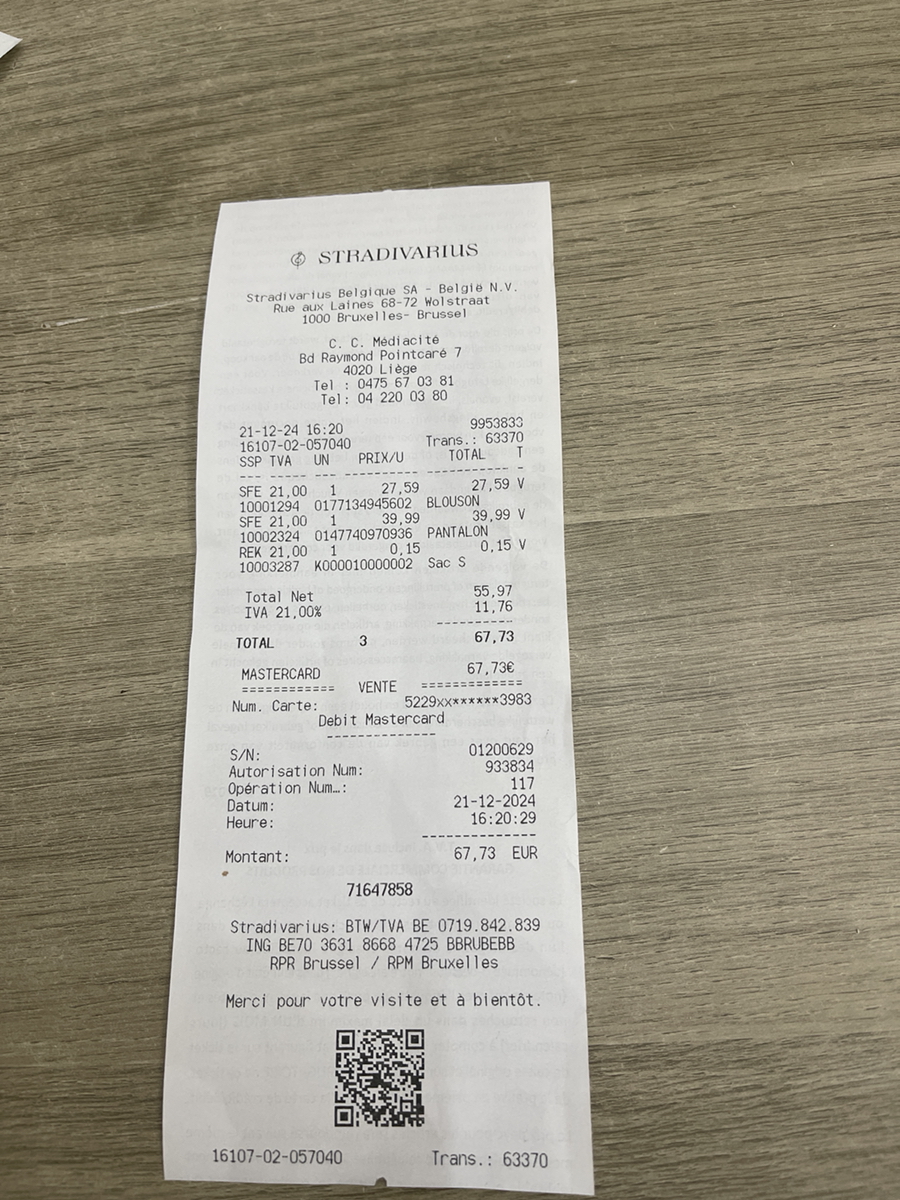 STRADIVARIUS
Stradivarius Belgique SA - België N.V.
Rue aux Laines 68-72 Wolstraat
1000 Bruxelles- Brussel
C. C. Médiacité
Bd Raymond Pointcaré 7
4020 Liège
Tel : 0475 67 03 81
Tel: 04 220 03 80
21-12-24 16:20 9953833
16107-02-057040 Trans.: 63370
SSP TVA UN PRIX/U TOTAL T
--- ----- --- ---------- ---------- -
SFE 21,00 1 27,59 27,59 V
10001294 0177134945602 BLOUSON
SFE 21,00 1 39,99 39,99 V
10002324 0147740970936 PANTALON
REK 21,00 1 0,15 0,15 V
10003287 K000010000002 Sac S
Total Net 55,97
IVA 21,00% 11,76
----------
TOTAL 3 67,73
MASTERCARD 67,73€
============ VENTE =============
Num. Carte: 5229xx******3983
Debit Mastercard
--------------
S/N: 01200629
Autorisation Num: 933834
Opération Num…: 117
Datum: 21-12-2024
Heure: 16:20:29
--------------
Montant: 67,73 EUR
71647858
Stradivarius: BTW/TVA BE 0719.842.839
ING BE70 3631 8668 4725 BBRUBEBB
RPR Brussel / RPM Bruxelles
Merci pour votre visite et à bientôt.
16107-02-057040 Trans.: 63370